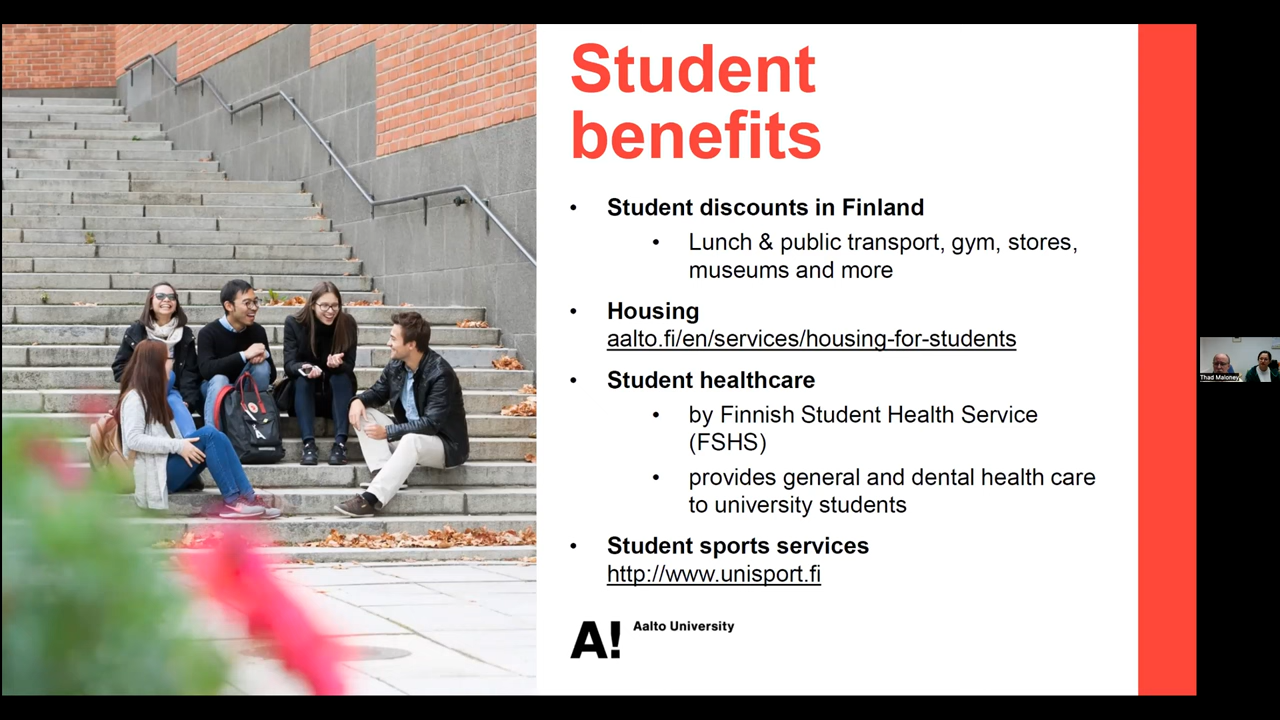 Student
benefits
• Student discounts in Finland
• Lunch & public transport, gym, stores,
museums and more
• Housing
aalto.fi/en/services/housing-for-students
• Student healthcare
• by Finnish Student Health Service
(FSHS)
• provides general and dental health care
to university students
• Student sports services
http://www.unisport.fi
A! Aalto University
Thad Maloney